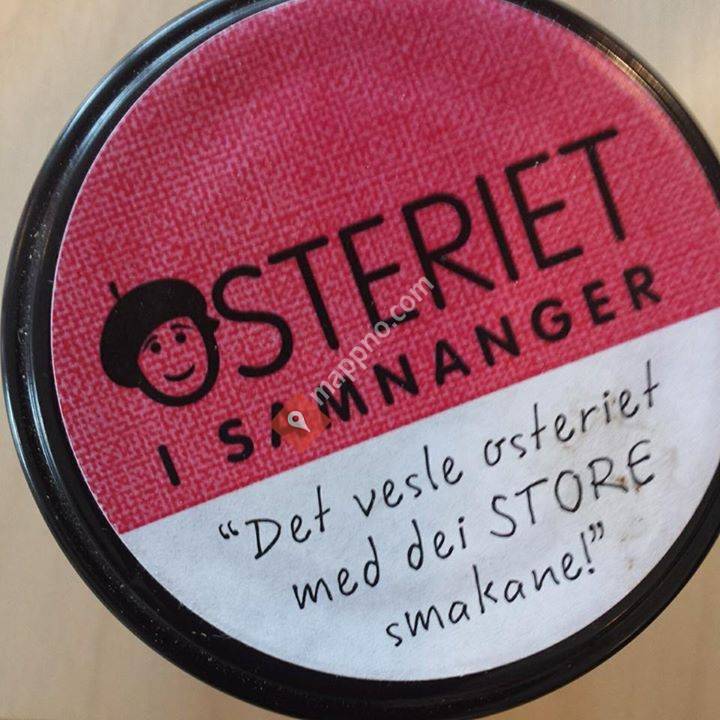 OSTERIET
I SAMNANGER
mappno.com
"Det vesle osteriet
med dei STORE
smakane!"